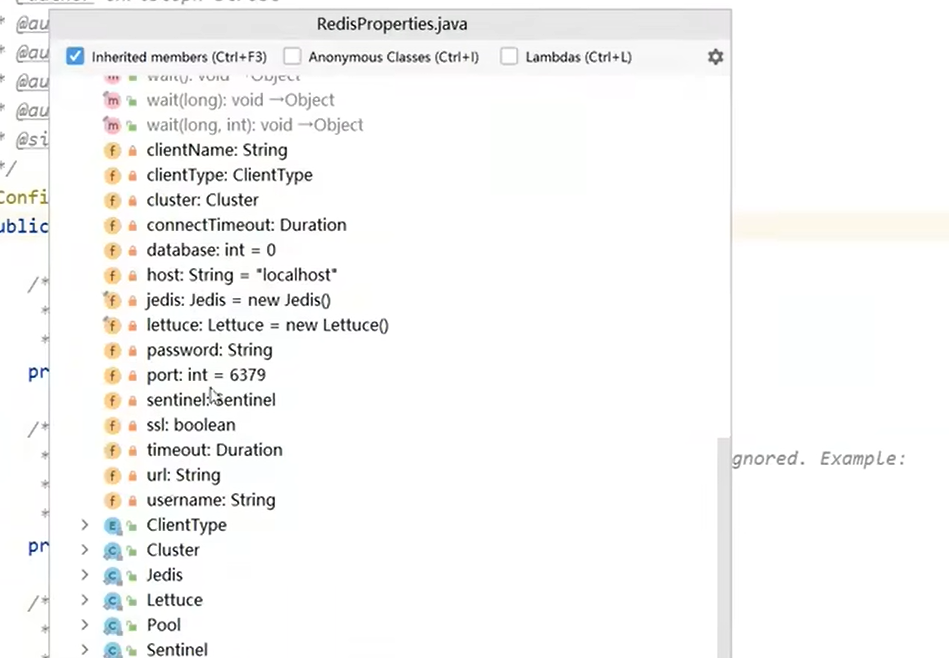 RedisProperties.java
Inherited members (Ctrl+F3) Anonymous Classes (Ctrl+I) Lambdas (Ctrl+L)
* @au
* @au
* @au
* @au
* @si
*/
Confi
ublic
/*
*
*
pr
/*
*
*
*
pr
/*
*
wait(): void →Object
wait(long): void →Object
wait(long, int): void →Object
clientName: String
clientType: ClientType
cluster: Cluster
connectTimeout: Duration
database: int = 0
host: String = "localhost"
jedis: Jedis = new Jedis()
lettuce: Lettuce = new Lettuce()
password: String
port: int = 6379
sentinel: Sentinel
ssl: boolean
timeout: Duration
url: String
username: String
ClientType
Cluster
Jedis
Lettuce
Pool
Sentinel
gnored. Example: